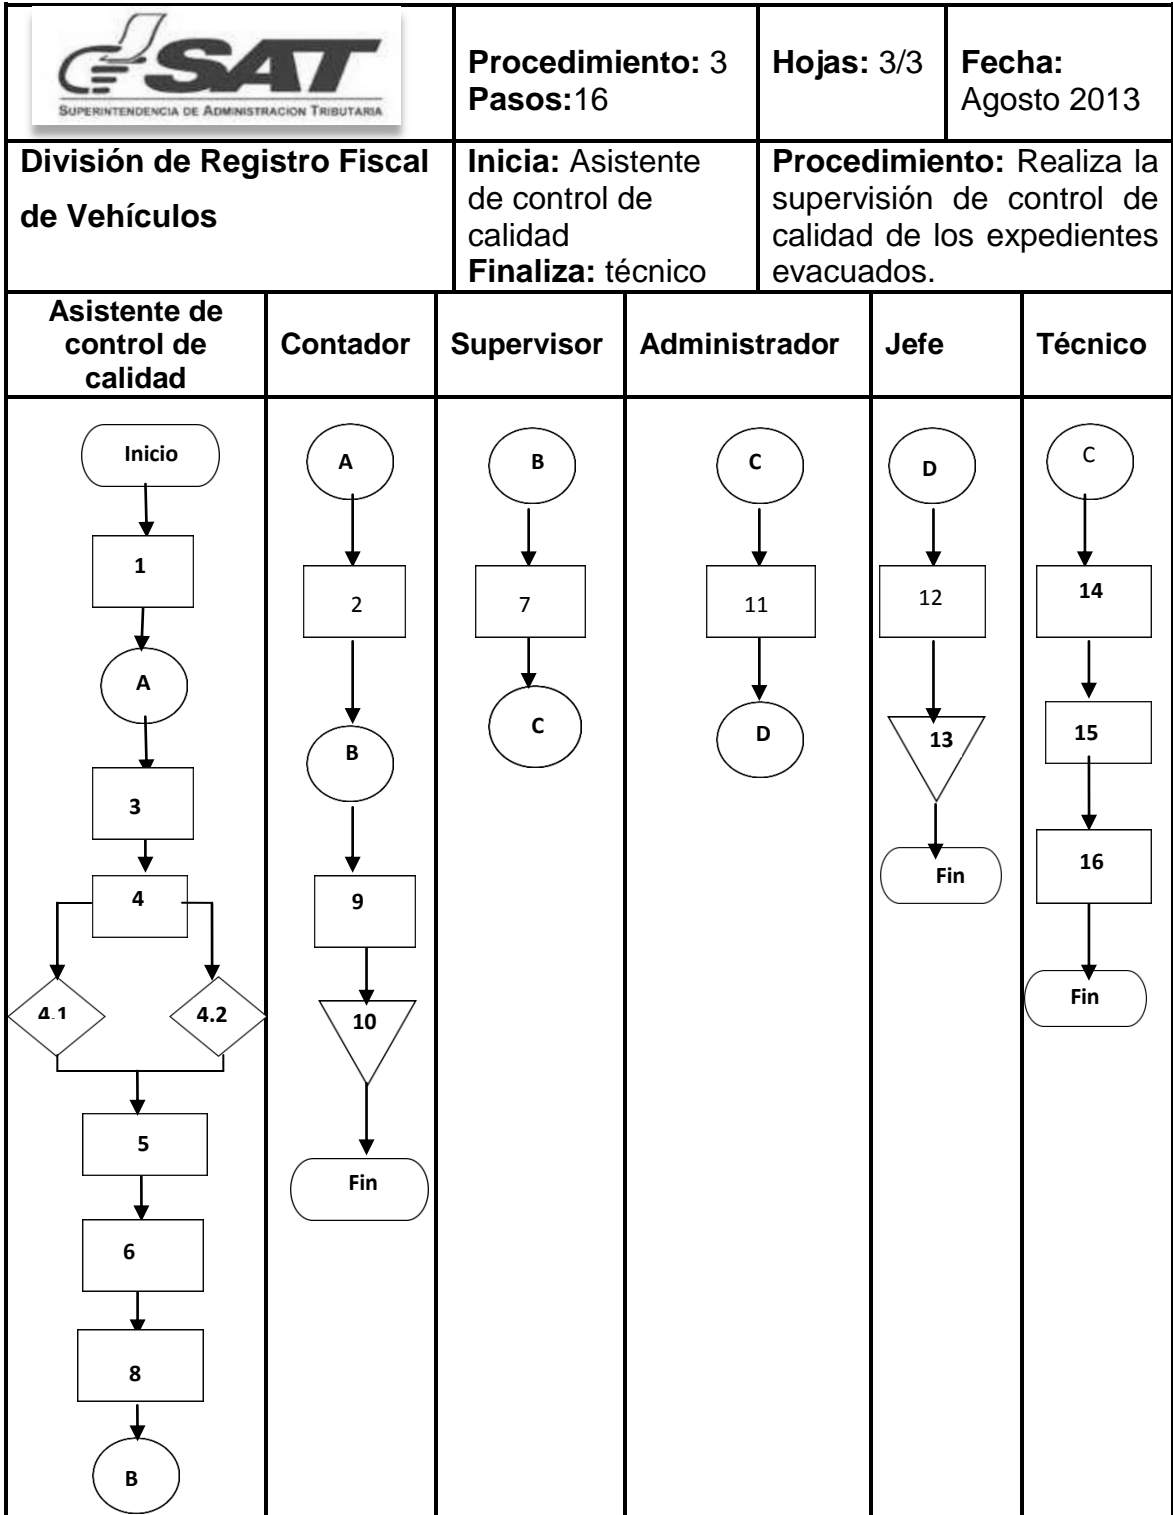 SAT
SUPERINTENDENCIA DE ADMINISTRACION TRIBUTARIA
Procedimiento: 3
Pasos:16
Hojas: 3/3
Fecha:
Agosto 2013
División de Registro Fiscal
de Vehículos
Inicia: Asistente
de control de
calidad
Finaliza: técnico
Procedimiento: Realiza la
supervisión de control de
calidad de los expedientes
evacuados.
Asistente de
control de
calidad
Contador
Supervisor
Administrador
Jefe
Técnico
Inicio
1
A
3
4
4.1
4.2
5
6
8
B
A
2
B
9
10
Fin
B
7
C
C
11
D
D
12
13
Fin
C
14
15
16
Fin